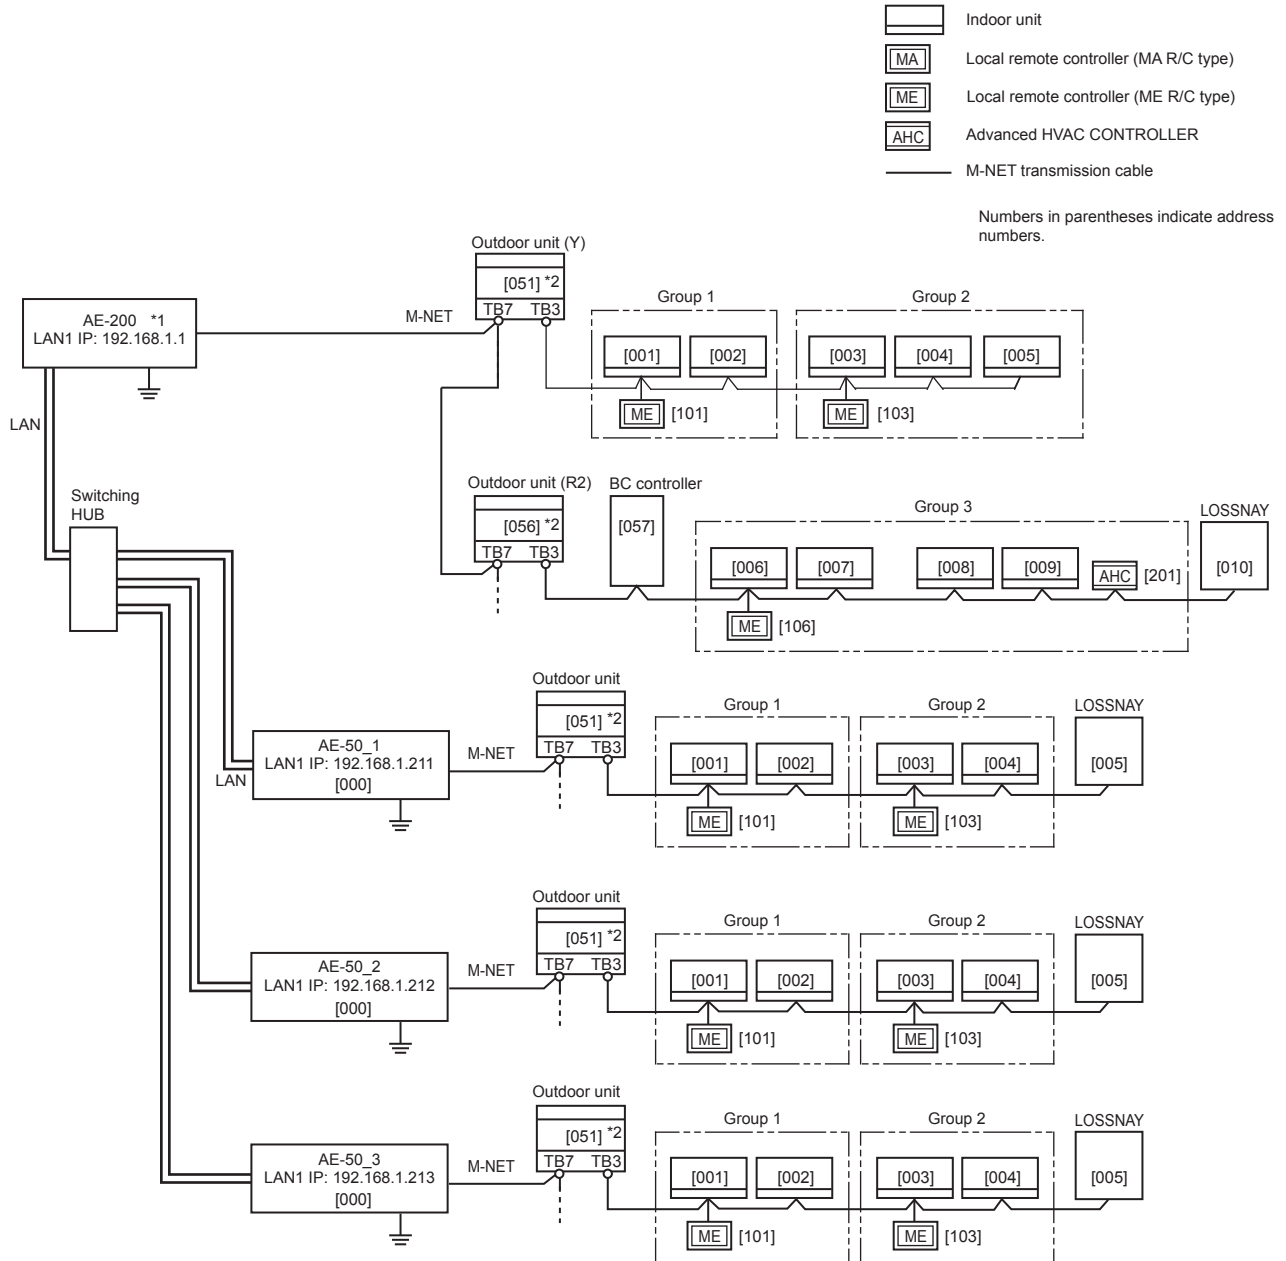 Indoor unit
MA Local remote controller (MA R/C type)
ME Local remote controller (ME R/C type)
AHC Advanced HVAC CONTROLLER
M-NET transmission cable
Numbers in parentheses indicate address
numbers.
Outdoor unit (Y)
[051] *2
TB7 TB3
AE-200 *1
LAN1 IP: 192.168.1.1
M-NET
LAN
Group 1
[001] [002]
ME [101]
Group 2
[003] [004] [005]
ME [103]
Switching
HUB
Outdoor unit (R2)
[056] *2
TB7 TB3
BC controller
[057]
Group 3
[006] [007] [008] [009]
AHC [201]
ME [106]
LOSSNAY
[010]
Outdoor unit
[051] *2
TB7 TB3
AE-50_1
LAN1 IP: 192.168.1.211
[000]
LAN
M-NET
Group 1
[001] [002]
ME [101]
Group 2
[003] [004]
ME [103]
LOSSNAY
[005]
Outdoor unit
[051] *2
TB7 TB3
AE-50_2
LAN1 IP: 192.168.1.212
[000]
M-NET
Group 1
[001] [002]
ME [101]
Group 2
[003] [004]
ME [103]
LOSSNAY
[005]
Outdoor unit
[051] *2
TB7 TB3
AE-50_3
LAN1 IP: 192.168.1.213
[000]
M-NET
Group 1
[001] [002]
ME [101]
Group 2
[003] [004]
ME [103]
LOSSNAY
[005]